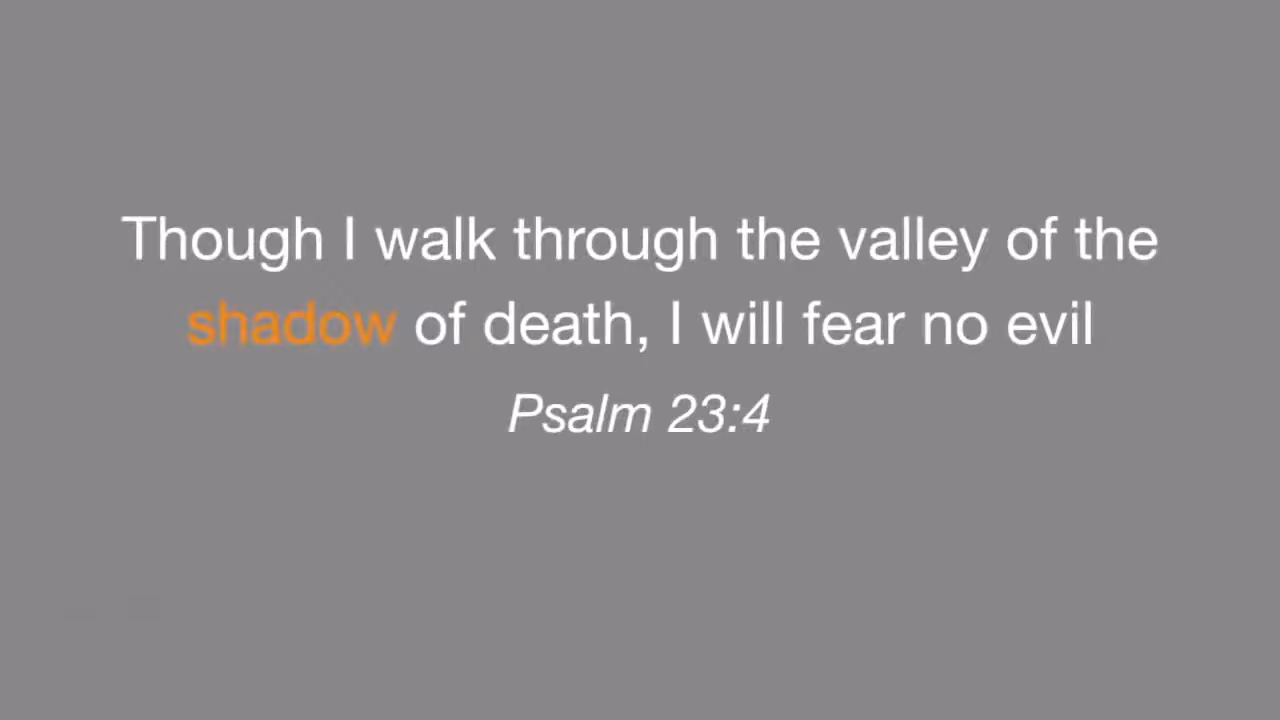 Though I walk through the valley of the
shadow of death, I will fear no evil
Psalm 23:4